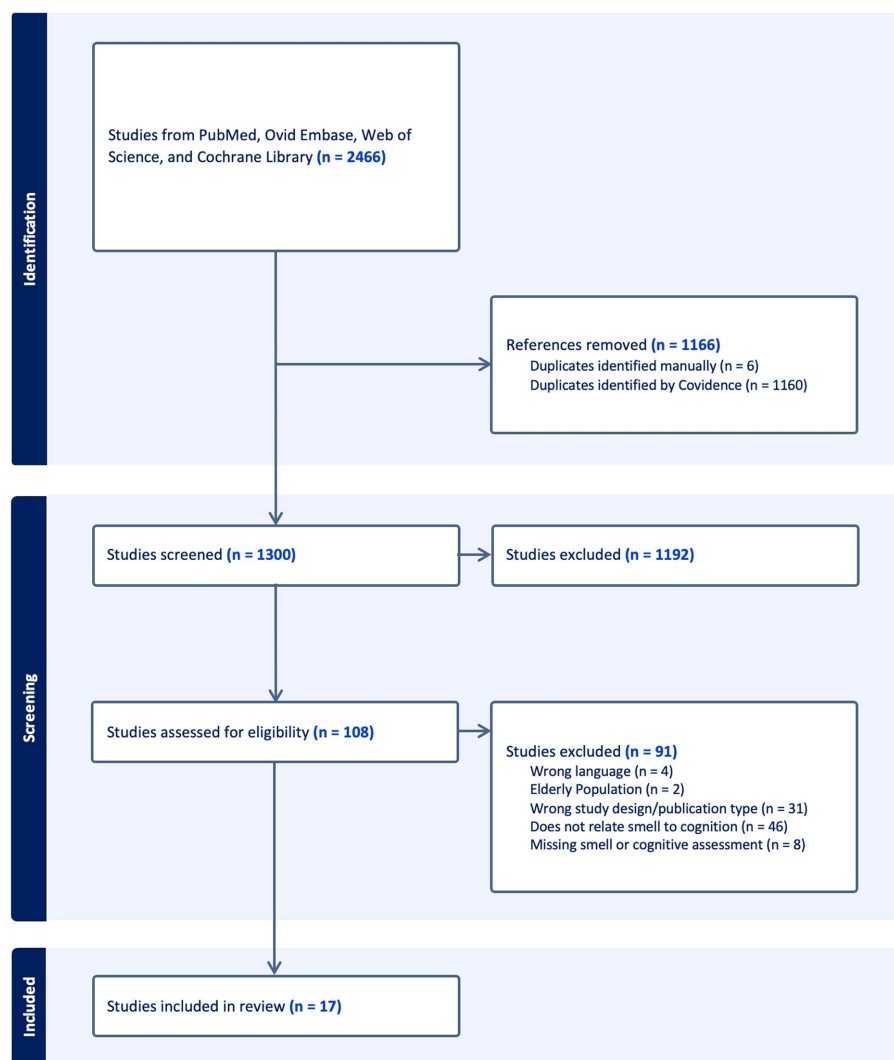 Identification
Studies from PubMed, Ovid Embase, Web of
Science, and Cochrane Library (n = 2466)
References removed (n = 1166)
Duplicates identified manually (n = 6)
Duplicates identified by Covidence (n = 1160)
Screening
Studies screened (n = 1300)
Studies excluded (n = 1192)
Studies assessed for eligibility (n = 108)
Studies excluded (n = 91)
Wrong language (n = 4)
Elderly Population (n = 2)
Wrong study design/publication type (n = 31)
Does not relate smell to cognition (n = 46)
Missing smell or cognitive assessment (n = 8)
Included
Studies included in review (n = 17)